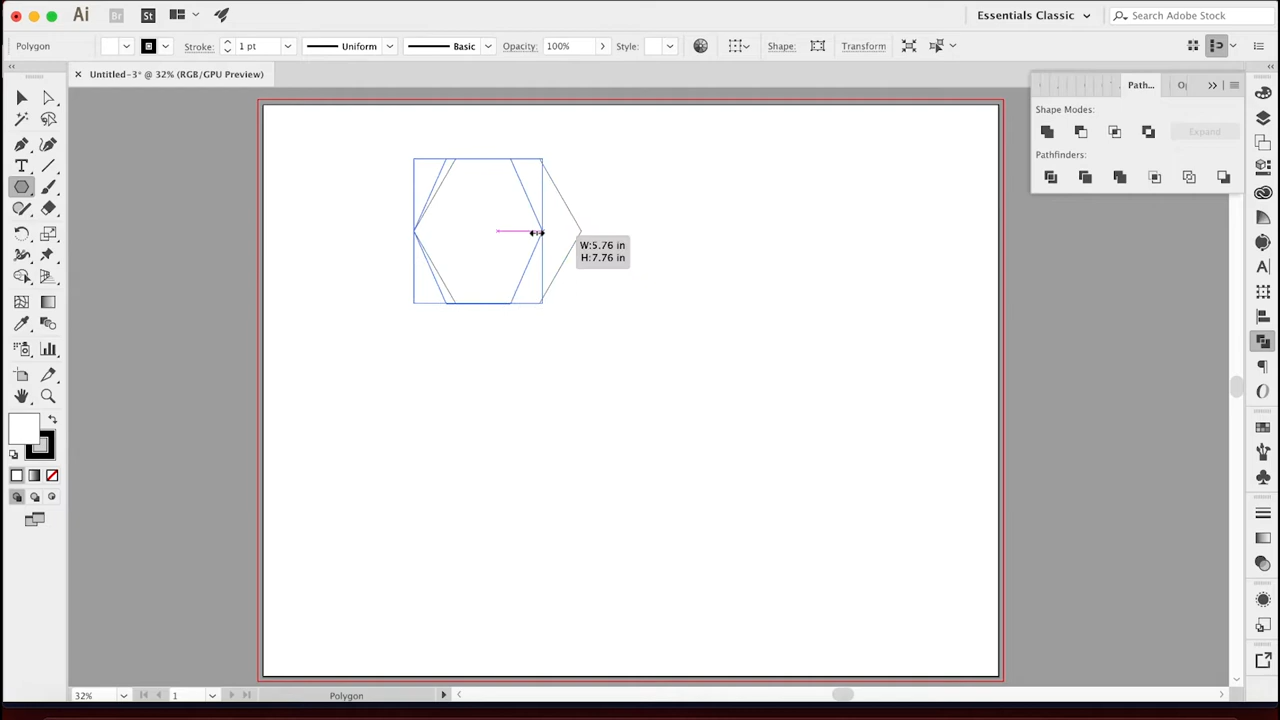 Ai Br St Essentials Classic Search Adobe Stock
Polygon Stroke: 1 pt Uniform Basic Opacity: 100% Style: Shape: Transform
Untitled-3* @ 32% (RGB/GPU Preview)
Path...
Shape Modes:
Expand
Pathfinders:
W:5.76 in
H:7.76 in
32% 1 Polygon